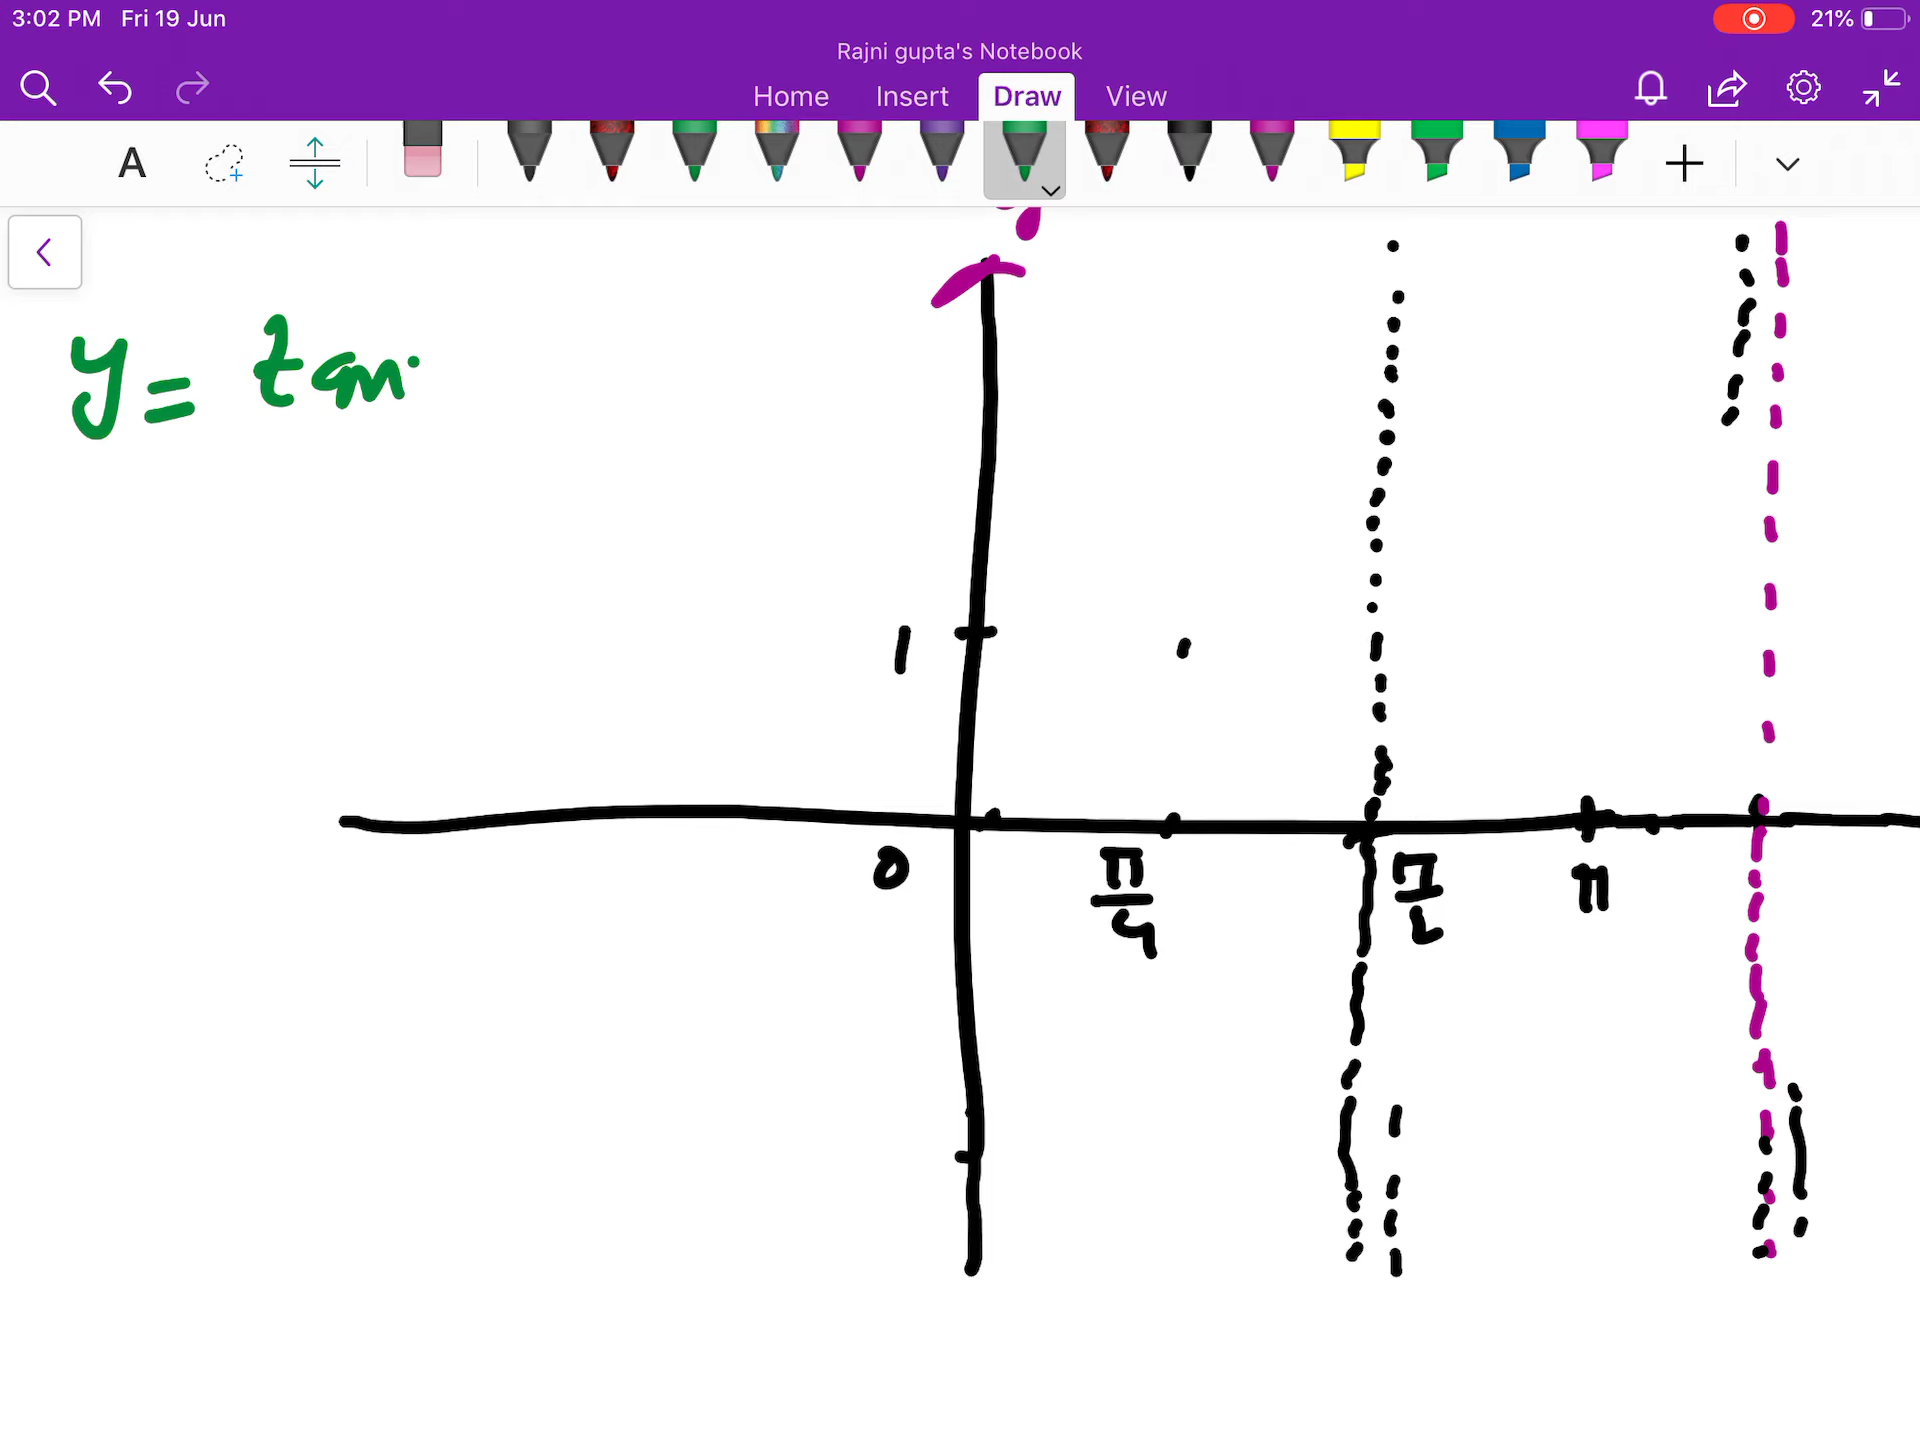 3:02 PM Fri 19 Jun
21%
Rajni gupta's Notebook
Home Insert Draw View
A
y = tan
1
0 π/4 π/2 π